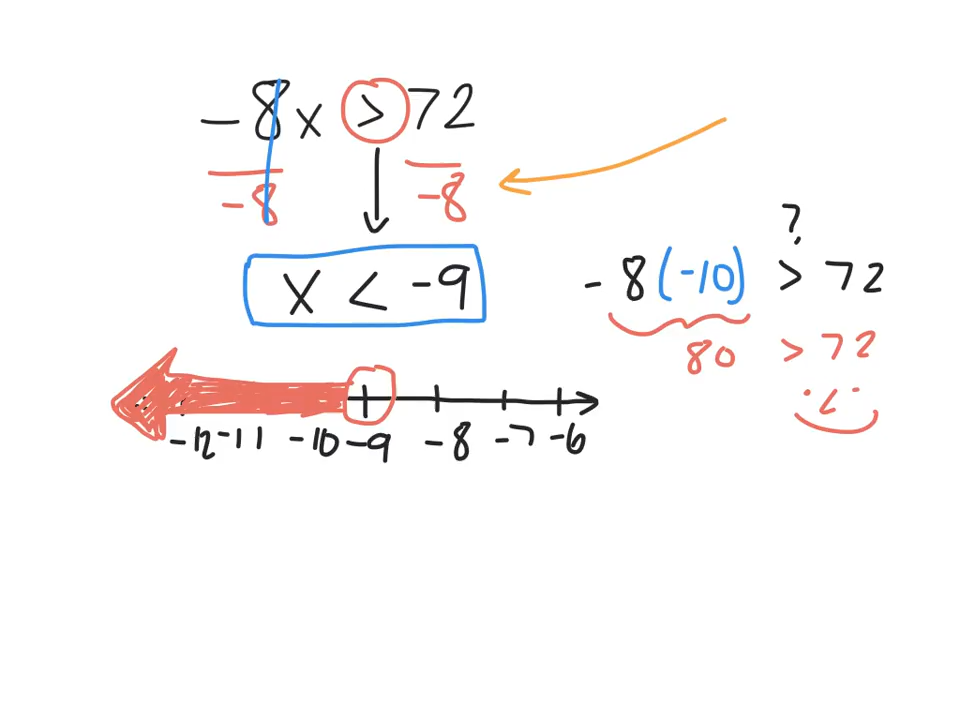 -8x > 72
-8 -8
x < -9
-8(-10) ?> 72
80 > 72
-12 -11 -10 -9 -8 -7 -6